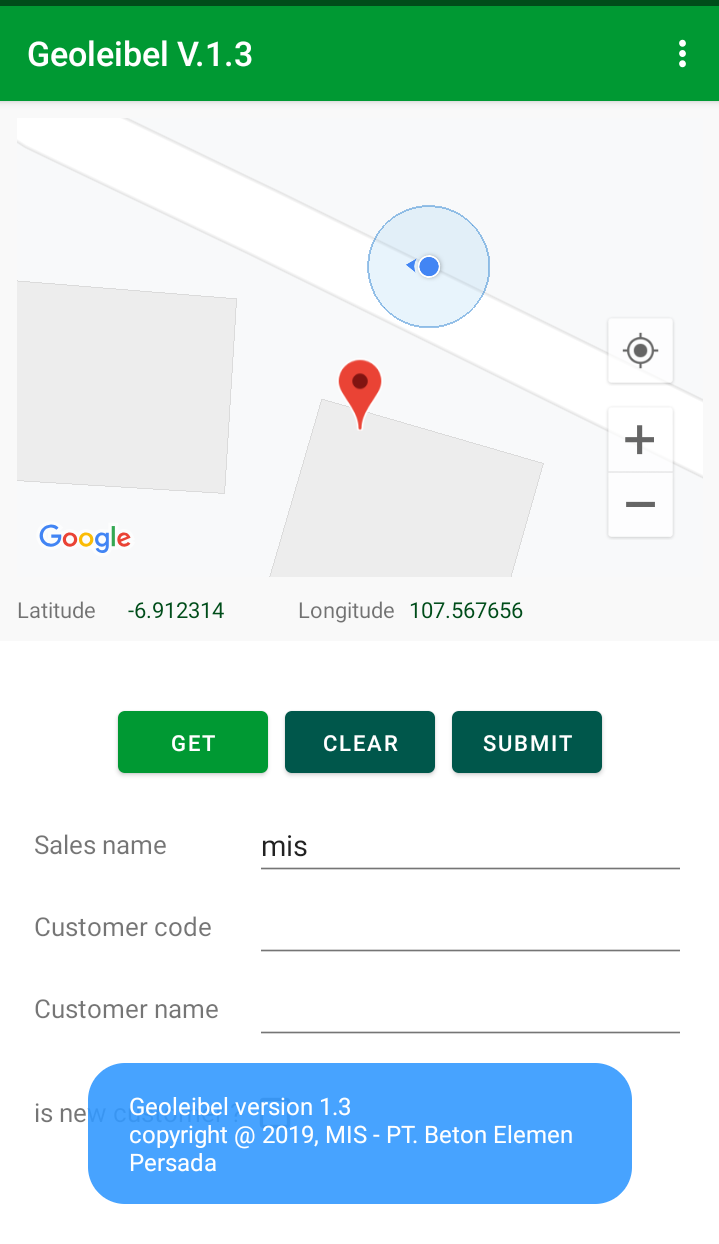 Geoleibel V.1.3
Google
Latitude -6.912314 Longitude 107.567656
GET CLEAR SUBMIT
Sales name mis
Customer code
Customer name
is new customer
Geoleibel version 1.3
copyright @ 2019, MIS - PT. Beton Elemen
Persada